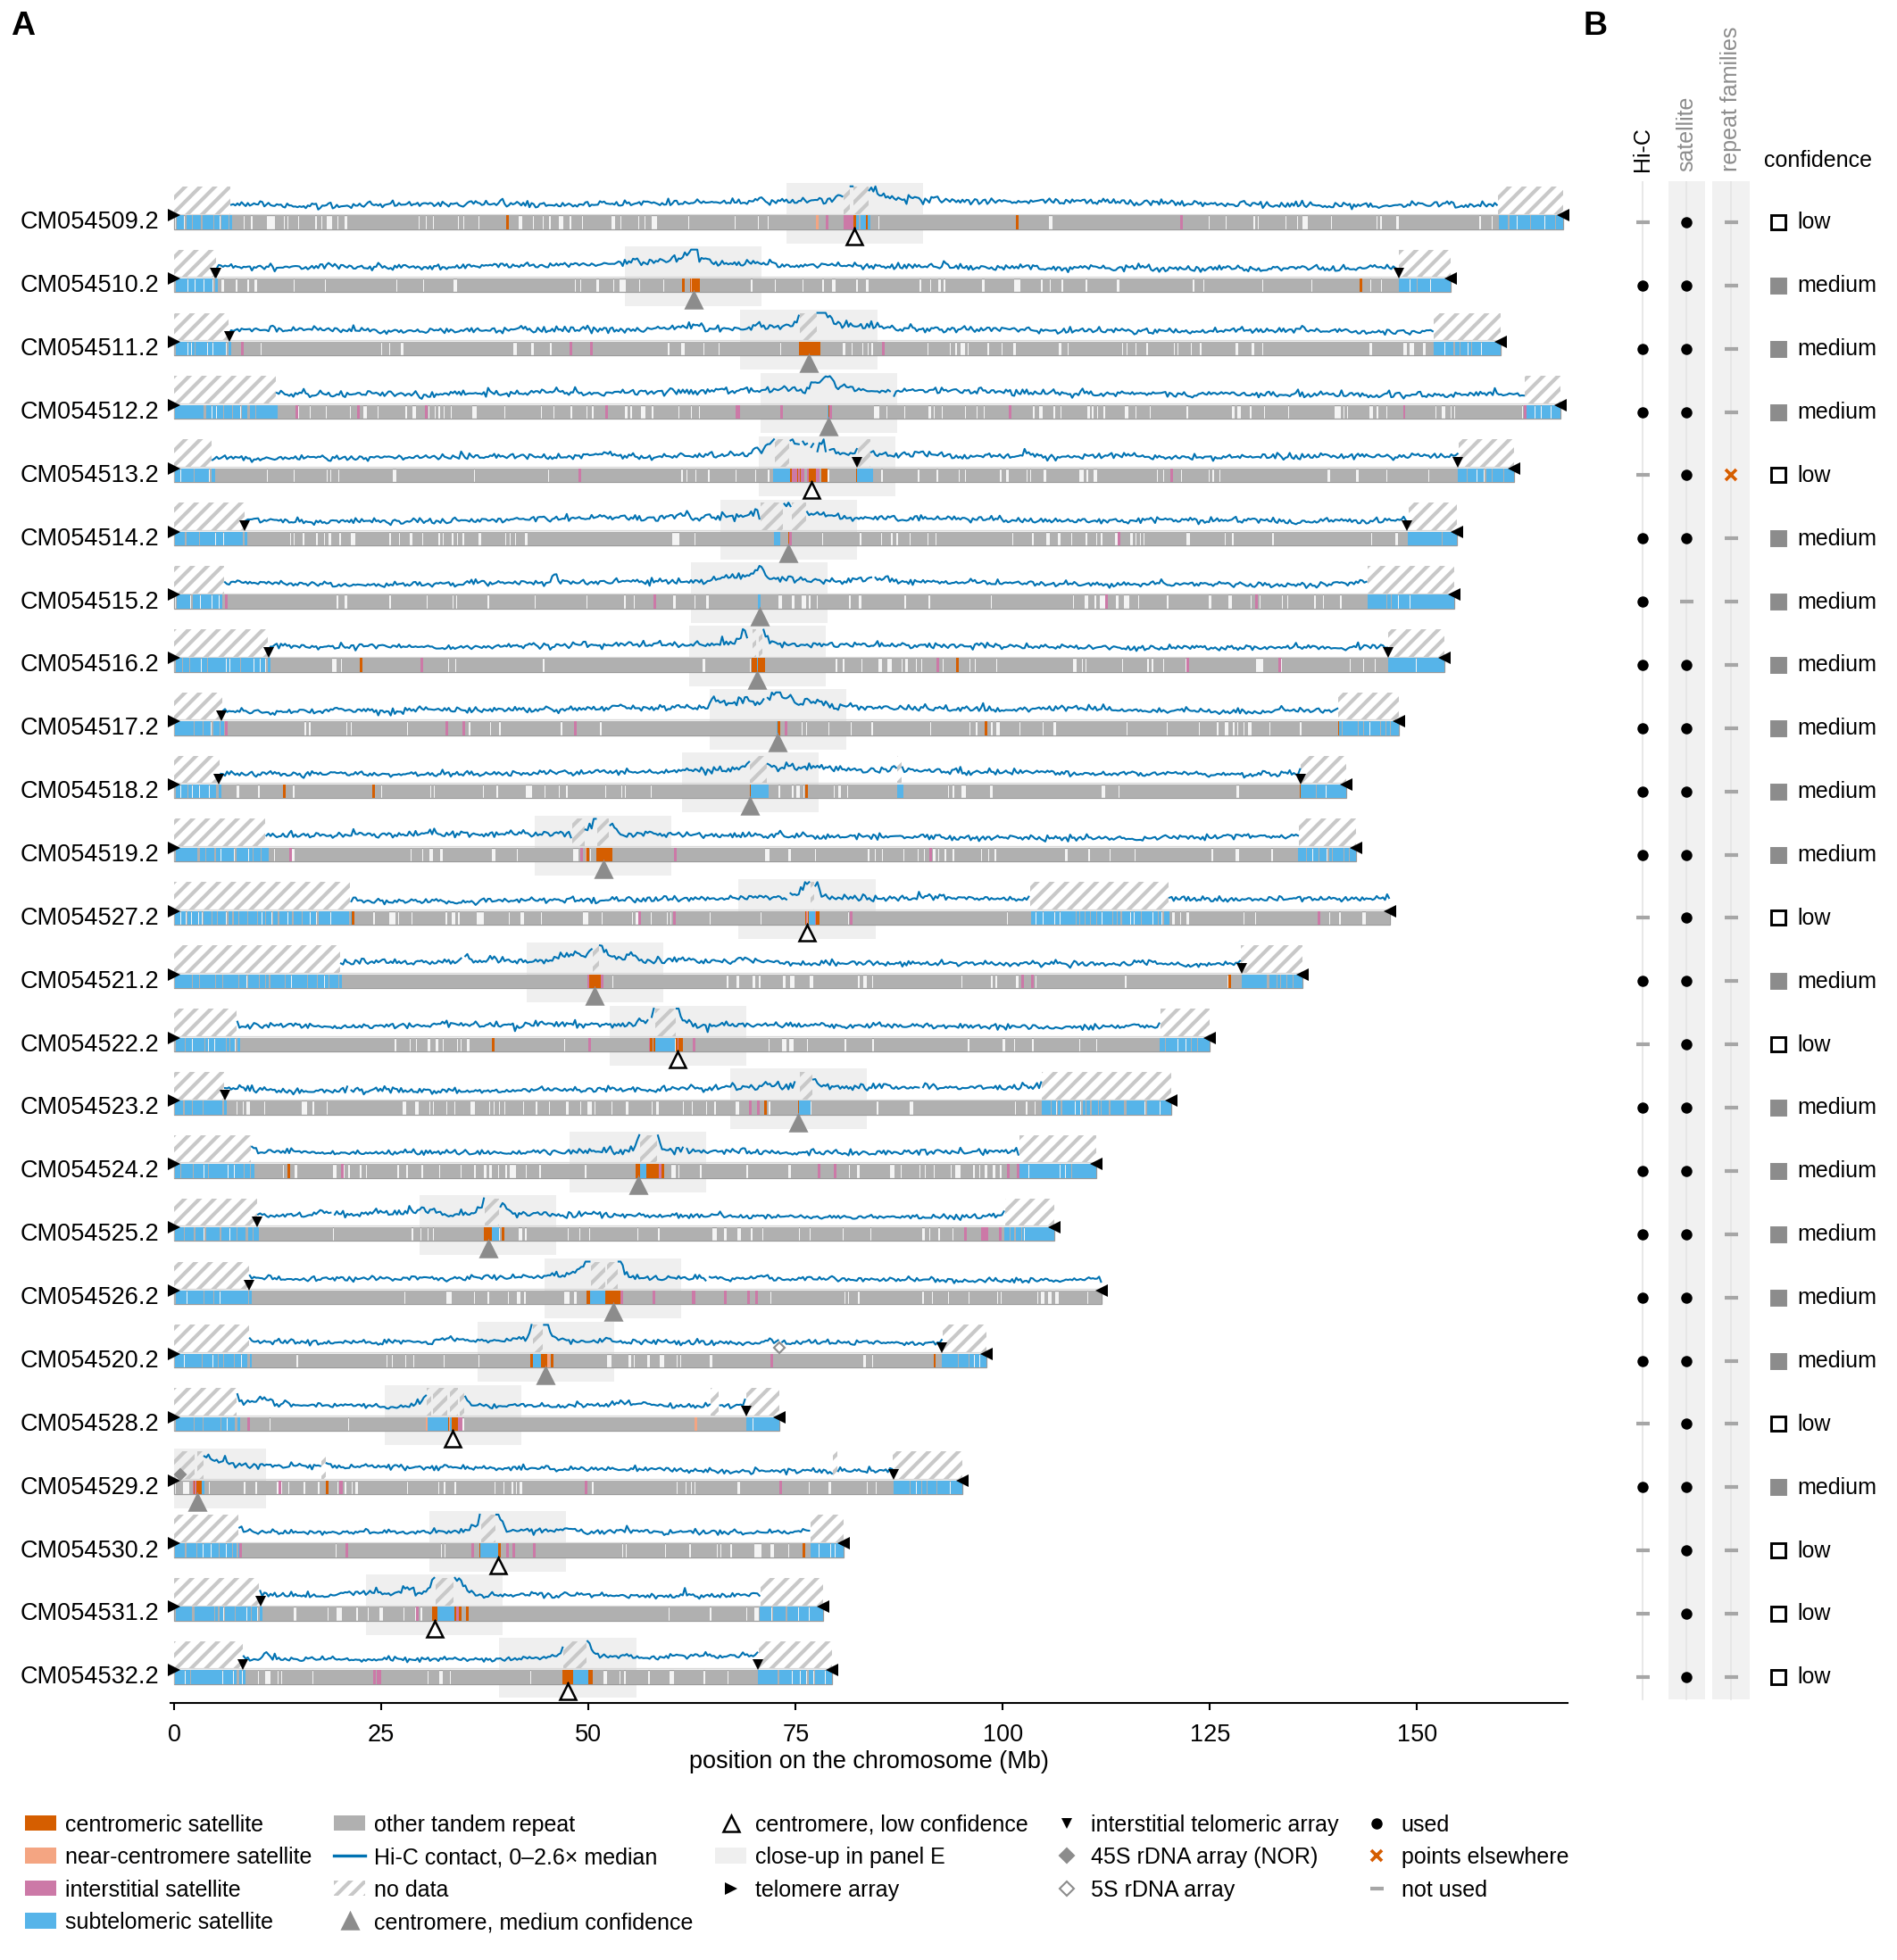 A
B
Hi-C
satellite
repeat families
confidence
CM054509.2
low
CM054510.2
medium
CM054511.2
medium
CM054512.2
medium
CM054513.2
low
CM054514.2
medium
CM054515.2
medium
CM054516.2
medium
CM054517.2
medium
CM054518.2
medium
CM054519.2
medium
CM054527.2
low
CM054521.2
medium
CM054522.2
low
CM054523.2
medium
CM054524.2
medium
CM054525.2
medium
CM054526.2
medium
CM054520.2
medium
CM054528.2
low
CM054529.2
medium
CM054530.2
low
CM054531.2
low
CM054532.2
low
0 25 50 75 100 125 150
position on the chromosome (Mb)
centromeric satellite
near-centromere satellite
interstitial satellite
subtelomeric satellite
other tandem repeat
Hi-C contact, 0–2.6× median
no data
centromere, medium confidence
centromere, low confidence
close-up in panel E
telomere array
interstitial telomeric array
45S rDNA array (NOR)
5S rDNA array
used
points elsewhere
not used